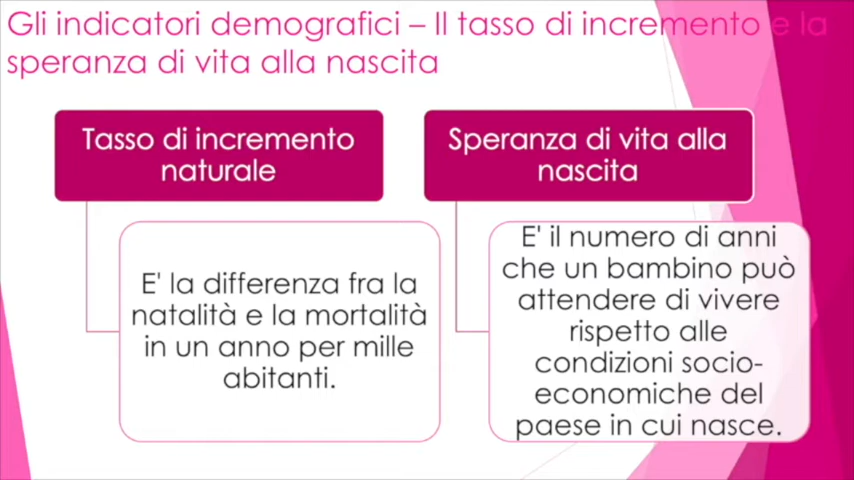 Gli indicatori demografici – Il tasso di incremento e la
speranza di vita alla nascita
Tasso di incremento
naturale
E' la differenza fra la
natalità e la mortalità
in un anno per mille
abitanti.
Speranza di vita alla
nascita
E' il numero di anni
che un bambino può
attendere di vivere
rispetto alle
condizioni socio-
economiche del
paese in cui nasce.